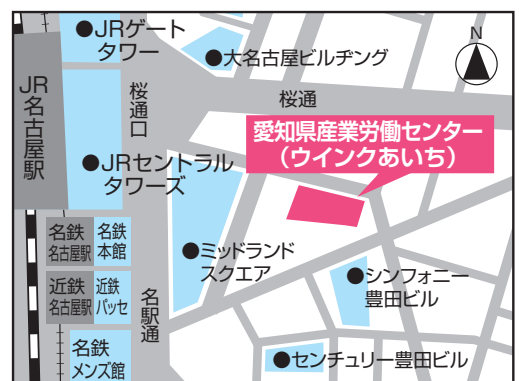 ●JRゲート
タワー
●大名古屋ビルヂング
N
JR
名古屋駅
桜通口
桜通
愛知県産業労働センター
（ウインクあいち）
●JRセントラル
タワーズ
名鉄
名古屋駅
名鉄
本館
●ミッドランド
スクエア
●シンフォニー
豊田ビル
近鉄
名古屋駅
近鉄
パッセ
名駅通
名鉄
メンズ館
●センチュリー豊田ビル